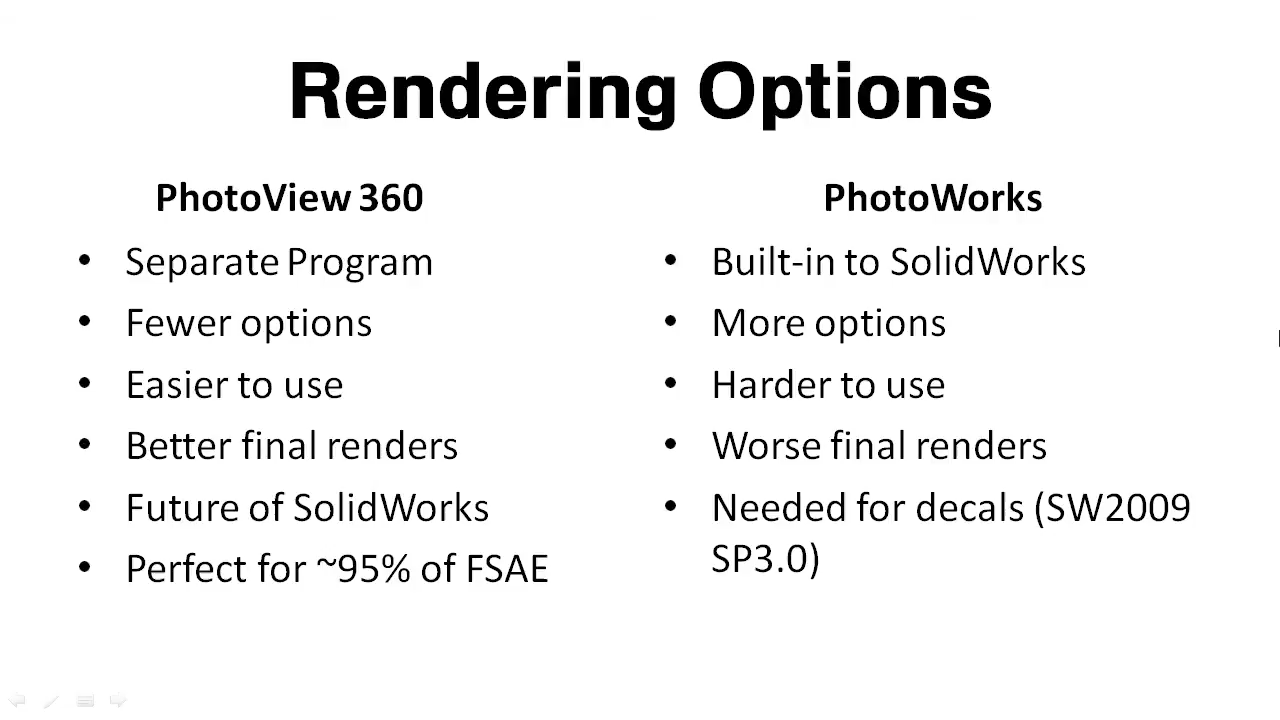 Rendering Options
PhotoView 360
• Separate Program
• Fewer options
• Easier to use
• Better final renders
• Future of SolidWorks
• Perfect for ~95% of FSAE
PhotoWorks
• Built-in to SolidWorks
• More options
• Harder to use
• Worse final renders
• Needed for decals (SW2009
SP3.0)